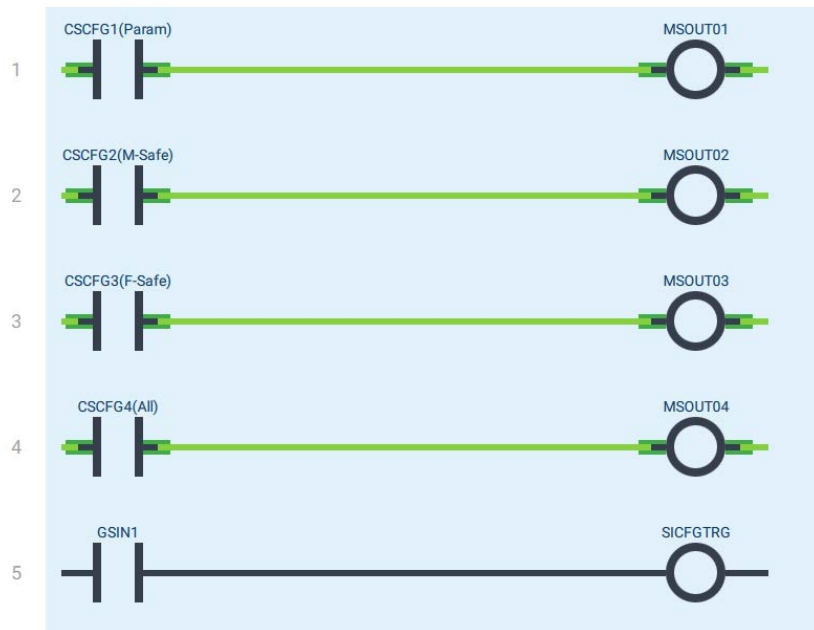 CSCFG1(Param) MSOUT01
1
CSCFG2(M-Safe) MSOUT02
2
CSCFG3(F-Safe) MSOUT03
3
CSCFG4(All) MSOUT04
4
GSIN1 SICFGTRG
5